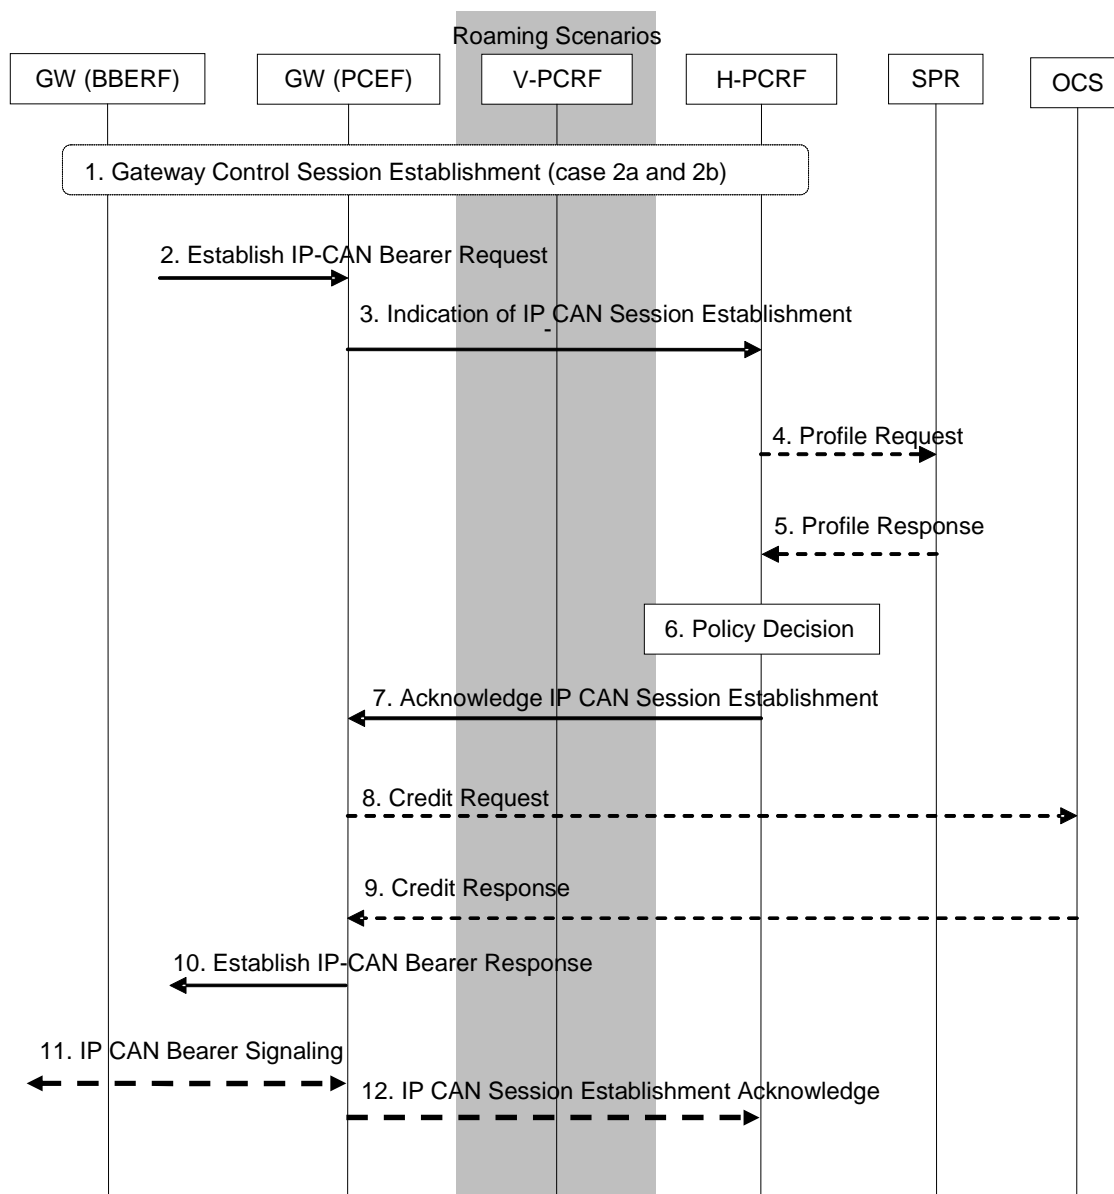 Roaming Scenarios
GW (BBERF)
GW (PCEF)
V-PCRF
H-PCRF
SPR
OCS
1. Gateway Control Session Establishment (case 2a and 2b)
2. Establish IP-CAN Bearer Request
3. Indication of IP-CAN Session Establishment
4. Profile Request
5. Profile Response
6. Policy Decision
7. Acknowledge IP CAN Session Establishment
8. Credit Request
9. Credit Response
10. Establish IP-CAN Bearer Response
11. IP CAN Bearer Signaling
12. IP CAN Session Establishment Acknowledge